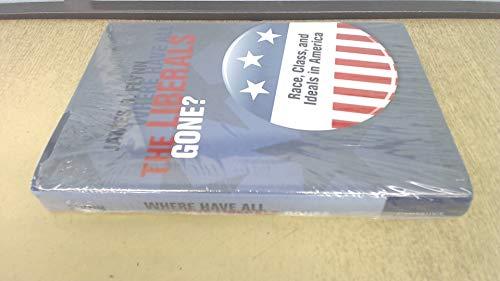 JAMES R. FLYNN
WHERE HAVE ALL
THE LIBERALS
GONE?
Race, Class, and
Ideals in America
WHERE HAVE ALL